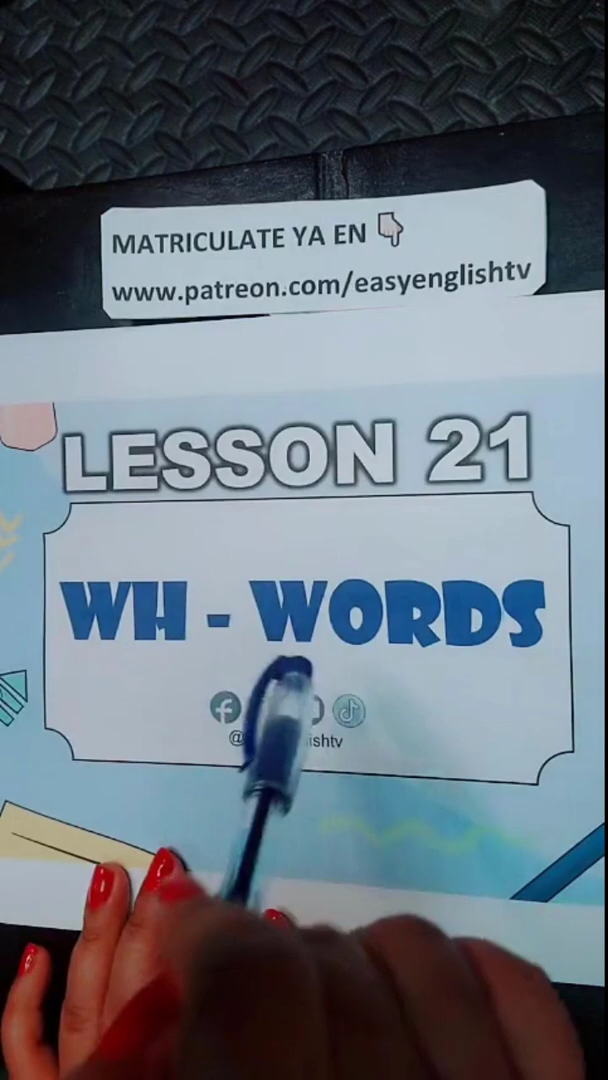 MATRICULATE YA EN
www.patreon.com/easyenglishtv
LESSON 21
WH - WORDS